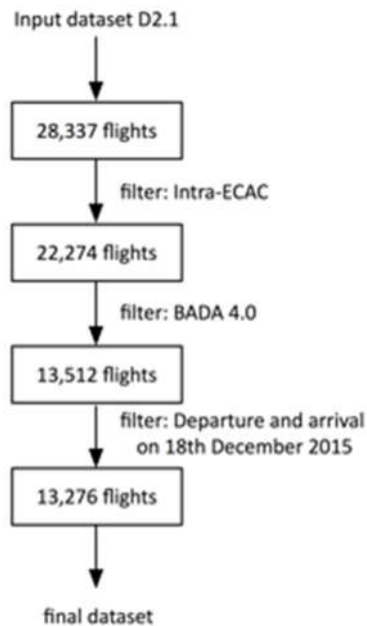 Input dataset D2.1
28,337 flights
filter: Intra-ECAC
22,274 flights
filter: BADA 4.0
13,512 flights
filter: Departure and arrival
on 18th December 2015
13,276 flights
final dataset